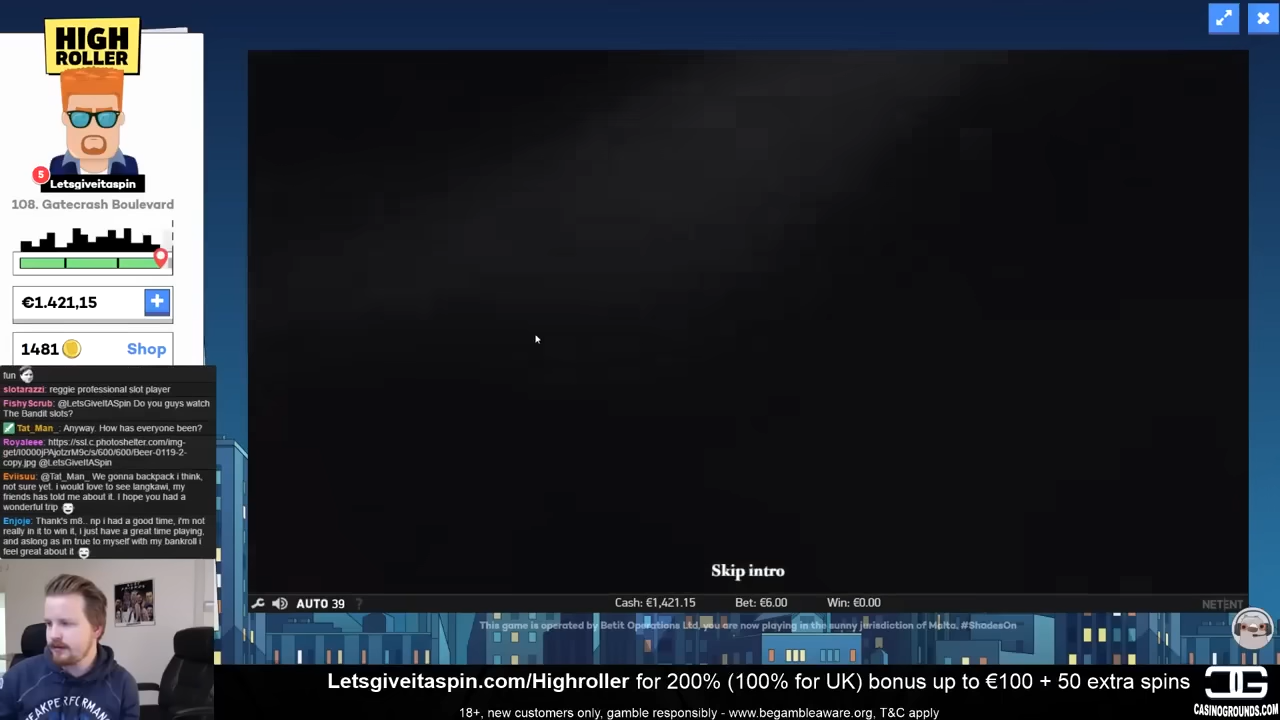 HIGH
ROLLER
5
Letsgiveitaspin
108. Gatecrash Boulevard
€1.421,15
+
1481
Shop
fun
slotarazzi: reggie professional slot player
FishyScrub: @LetsGiveItASpin Do you guys watch
The Bandit slots?
Tat_Man_: Anyway. How has everyone been?
Royaleee: https://ssl.c.photoshelter.com/img-
get/I0000jPAjotzrM9c/s/600/600/Beer-0119-2-
copy.jpg @LetsGiveItASpin
Eviisuu: @Tat_Man_ We gonna backpack i think,
not sure yet. i would love to see langkawi, my
friends has told me about it. I hope you had a
wonderful trip
Enjoje: Thank's m8.. np i had a good time, i'm not
really in it to win it, i just have a great time playing,
and aslong as im true to myself with my bankroll i
feel great about it
Skip intro
AUTO 39 ?
Cash: €1,421.15 Bet: €6.00 Win: €0.00
NETENT
This game is operated by Betit Operations Ltd, you are now playing in the sunny jurisdiction of Malta. #ShadesOn
Letsgiveitaspin.com/Highroller for 200% (100% for UK) bonus up to €100 + 50 extra spins
18+, new customers only, gamble responsibly - www.begambleaware.org, T&C apply
CASINOGROUNDS.COM